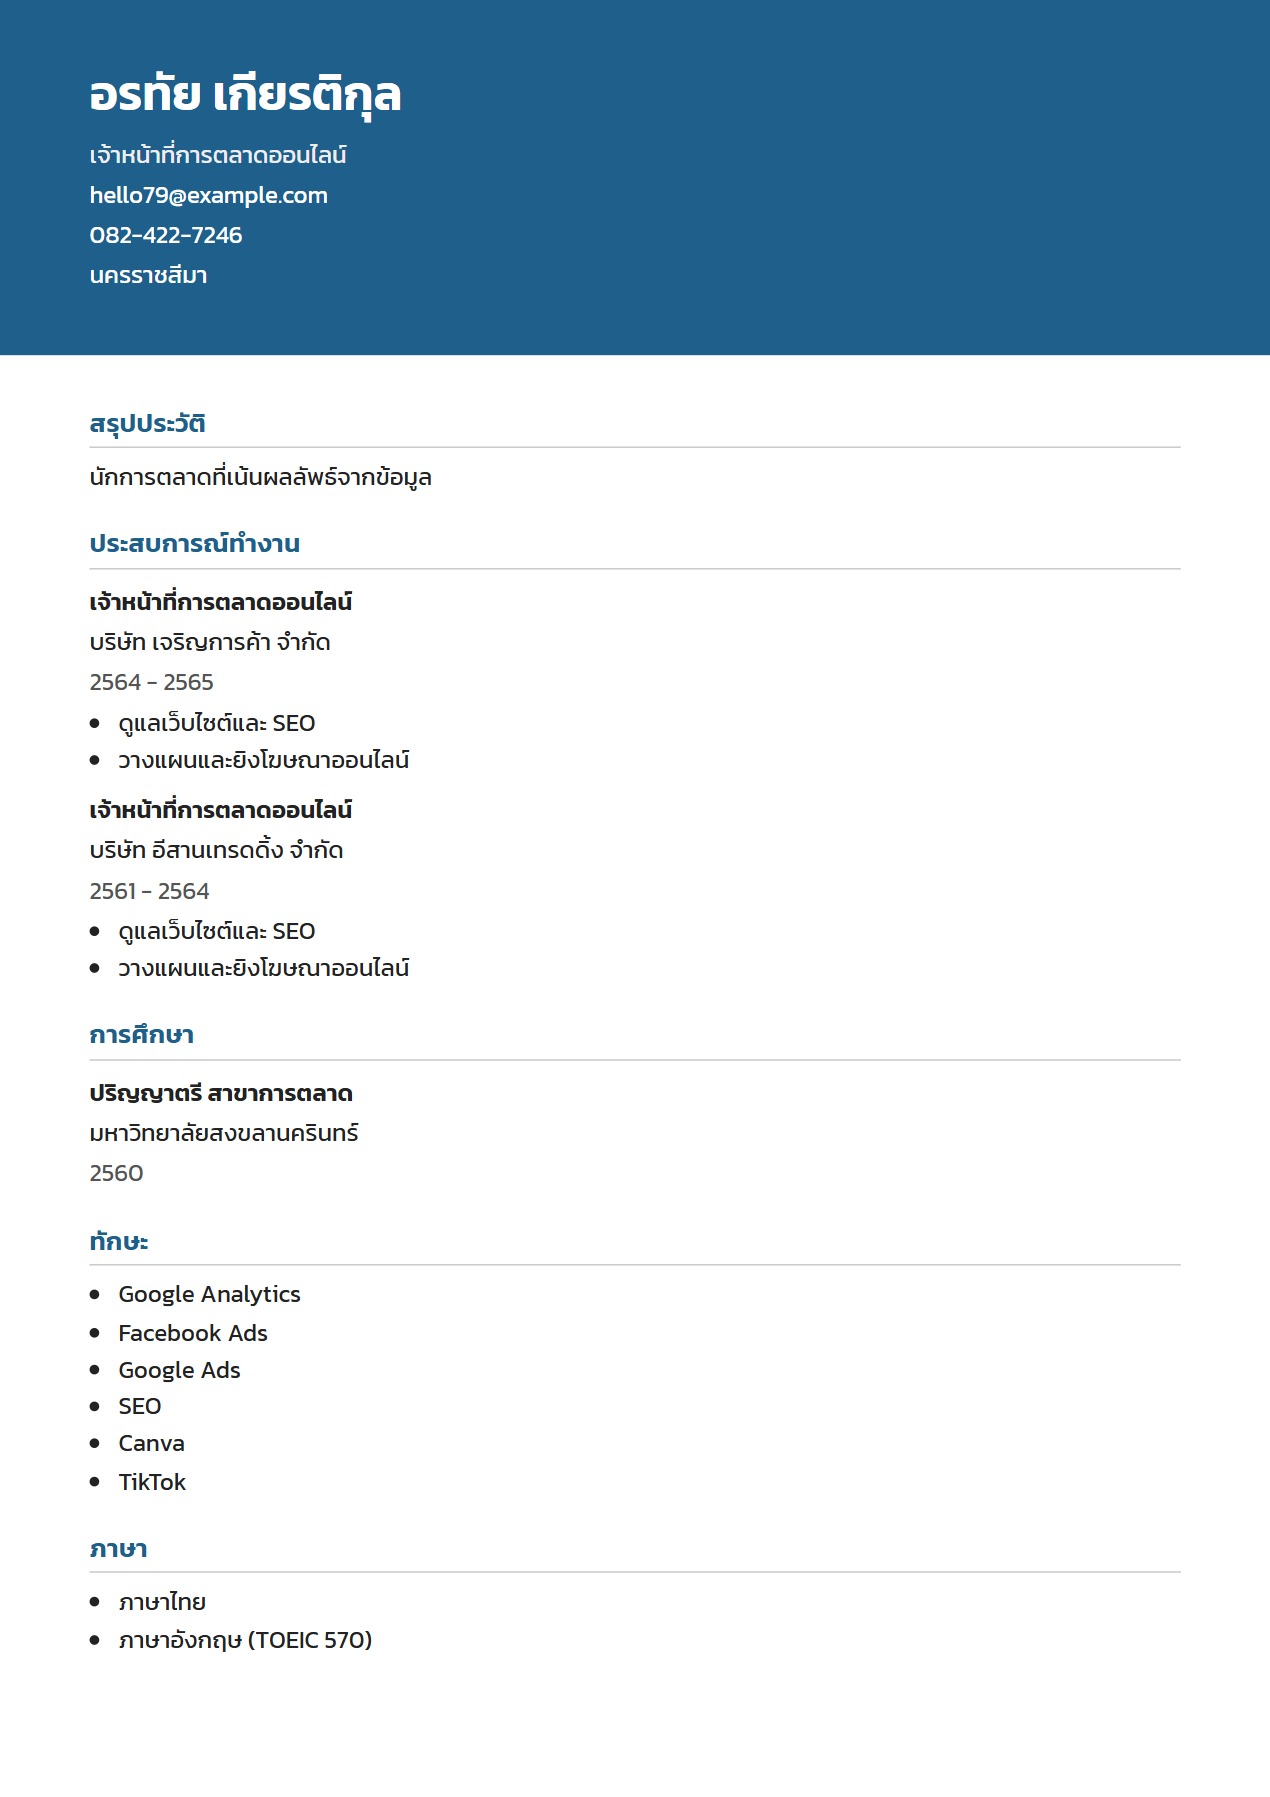 อรทัย เกียรติกุล
เจ้าหน้าที่การตลาดออนไลน์
hello79@example.com
082-422-7246
นครราชสีมา
สรุปประวัติ
นักการตลาดที่เน้นผลลัพธ์จากข้อมูล
ประสบการณ์ทำงาน
เจ้าหน้าที่การตลาดออนไลน์
บริษัท เจริญการค้า จำกัด
2564 – 2565
• ดูแลเว็บไซต์และ SEO
• วางแผนและยิงโฆษณาออนไลน์
เจ้าหน้าที่การตลาดออนไลน์
บริษัท อีสานเทรดดิ้ง จำกัด
2561 – 2564
• ดูแลเว็บไซต์และ SEO
• วางแผนและยิงโฆษณาออนไลน์
การศึกษา
ปริญญาตรี สาขาการตลาด
มหาวิทยาลัยสงขลานครินทร์
2560
ทักษะ
• Google Analytics
• Facebook Ads
• Google Ads
• SEO
• Canva
• TikTok
ภาษา
• ภาษาไทย
• ภาษาอังกฤษ (TOEIC 570)